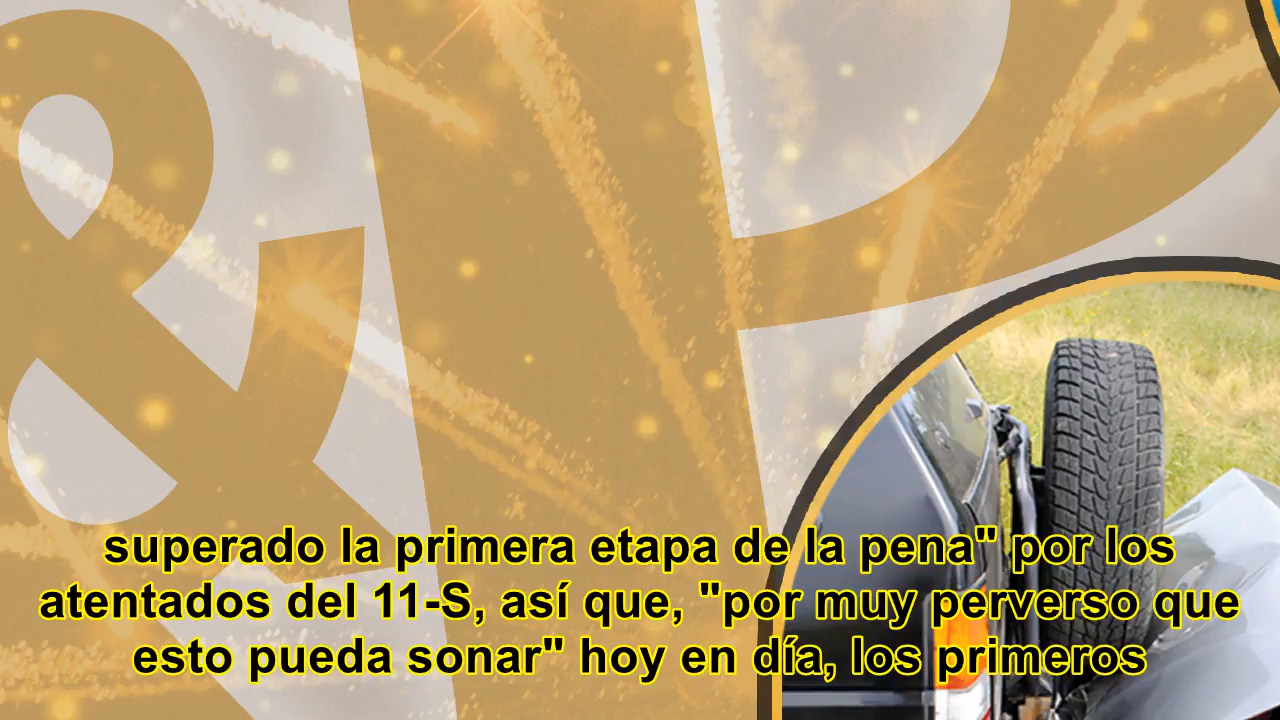 &P
superado la primera etapa de la pena" por los
atentados del 11-S, así que, "por muy perverso que
esto pueda sonar" hoy en día, los primeros